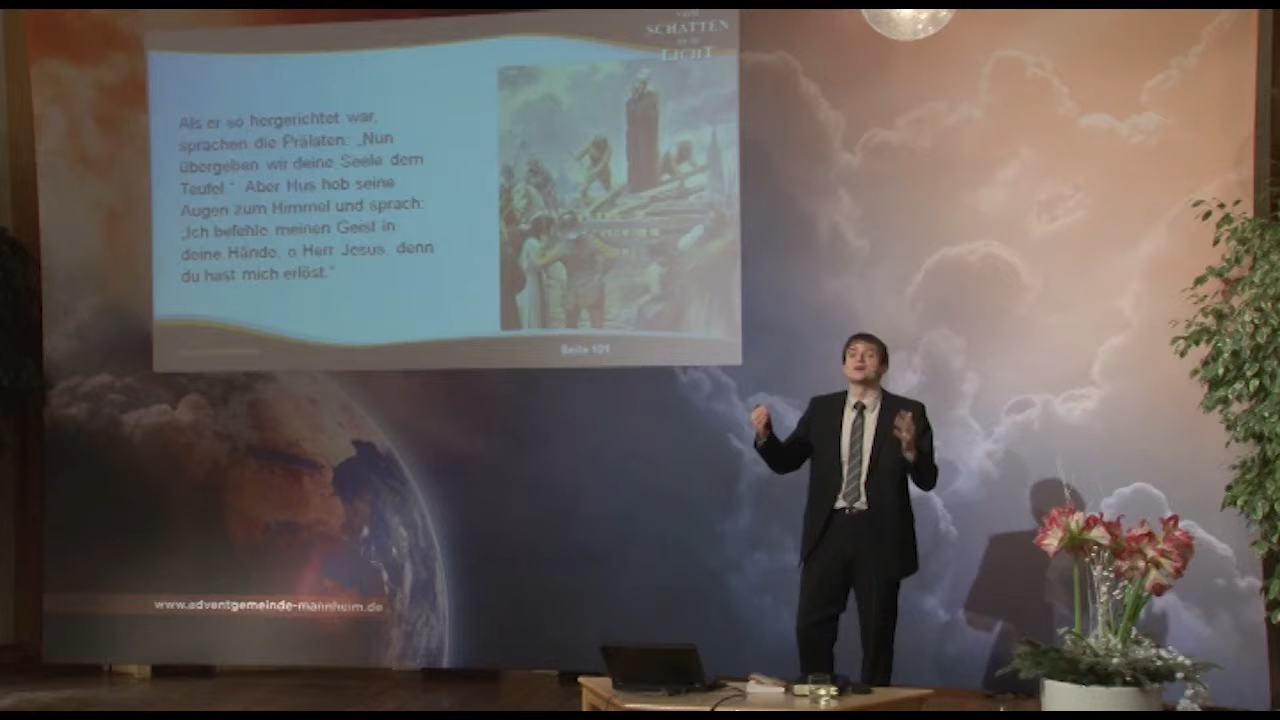 VOM
SCHATTEN
ZUM
LICHT
Als er so hergerichtet war,
sprachen die Prälaten: „Nun
übergeben wir deine Seele dem
Teufel.“ Aber Hus hob seine
Augen zum Himmel und sprach:
„Ich befehle meinen Geist in
deine Hände, o Herr Jesus, denn
du hast mich erlöst.“
Seite 101
www.adventgemeinde-mannheim.de